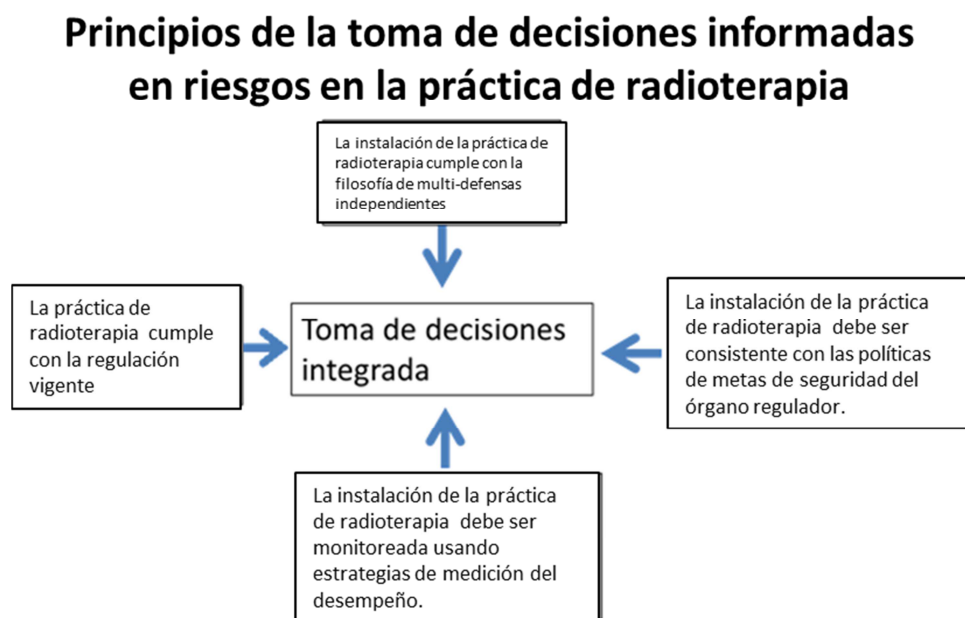 Principios de la toma de decisiones informadas
en riesgos en la práctica de radioterapia
La instalación de la práctica de
radioterapia cumple con la
filosofía de multi-defensas
independientes
La práctica de
radioterapia cumple
con la regulación
vigente
Toma de decisiones
integrada
La instalación de la práctica
de radioterapia debe ser
consistente con las políticas
de metas de seguridad del
órgano regulador.
La instalación de la práctica
de radioterapia debe ser
monitoreada usando
estrategias de medición del
desempeño.